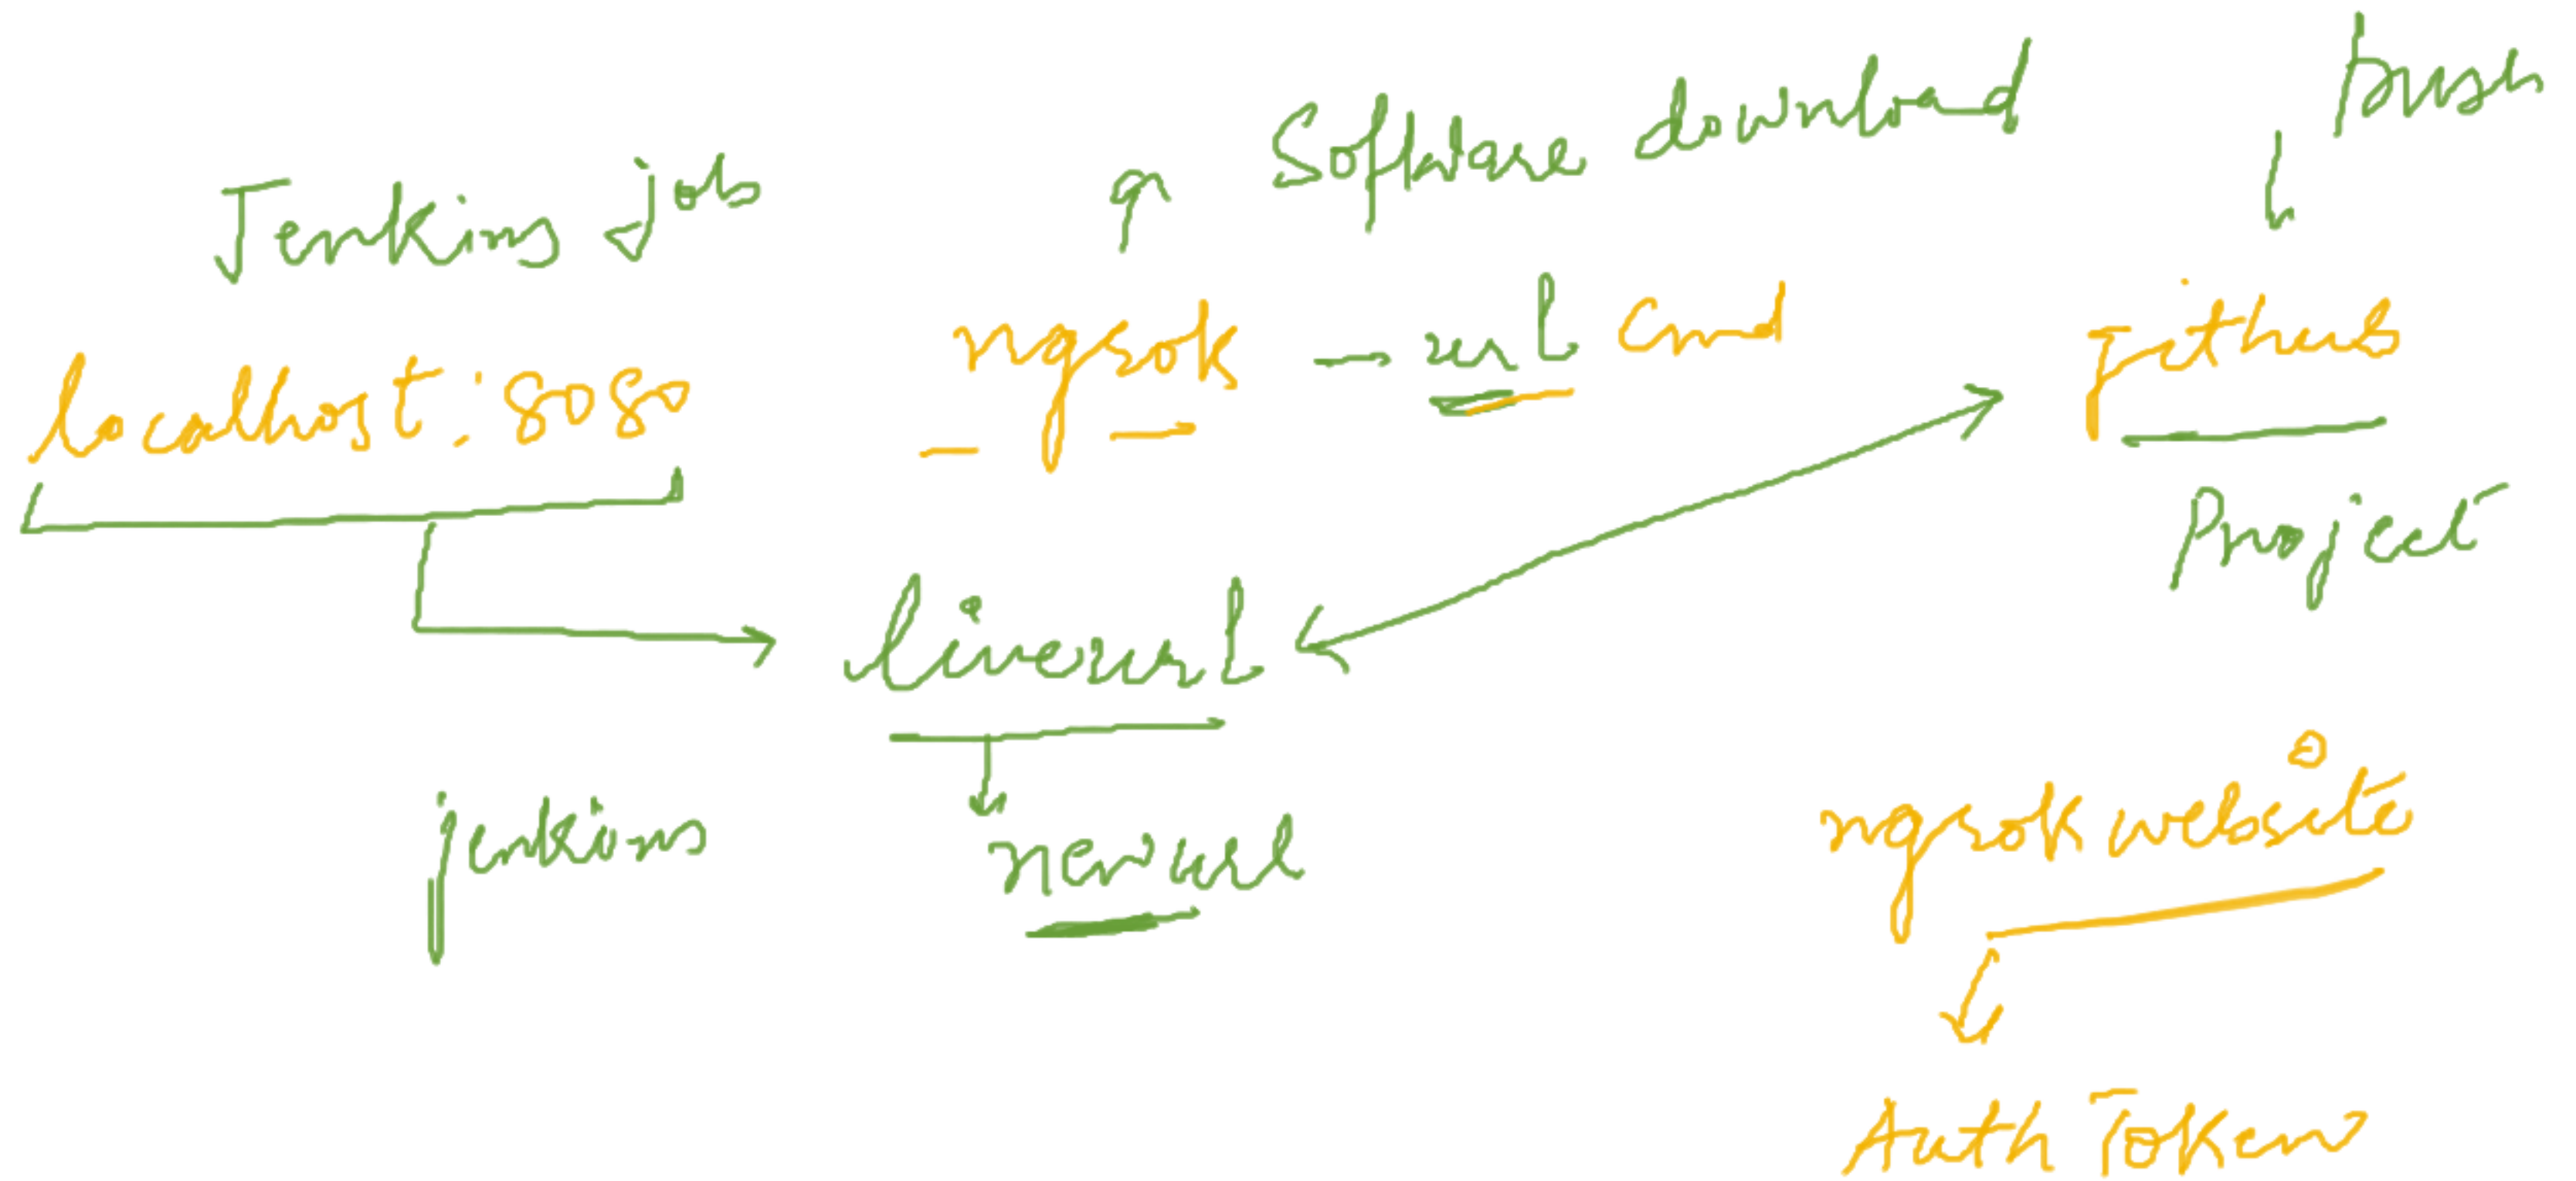 push
Software download
Jenkins job
ngrok – url cmd
github
localhost:8080
Project
liveurl
jenkins
newurl
ngrok website
Auth Token